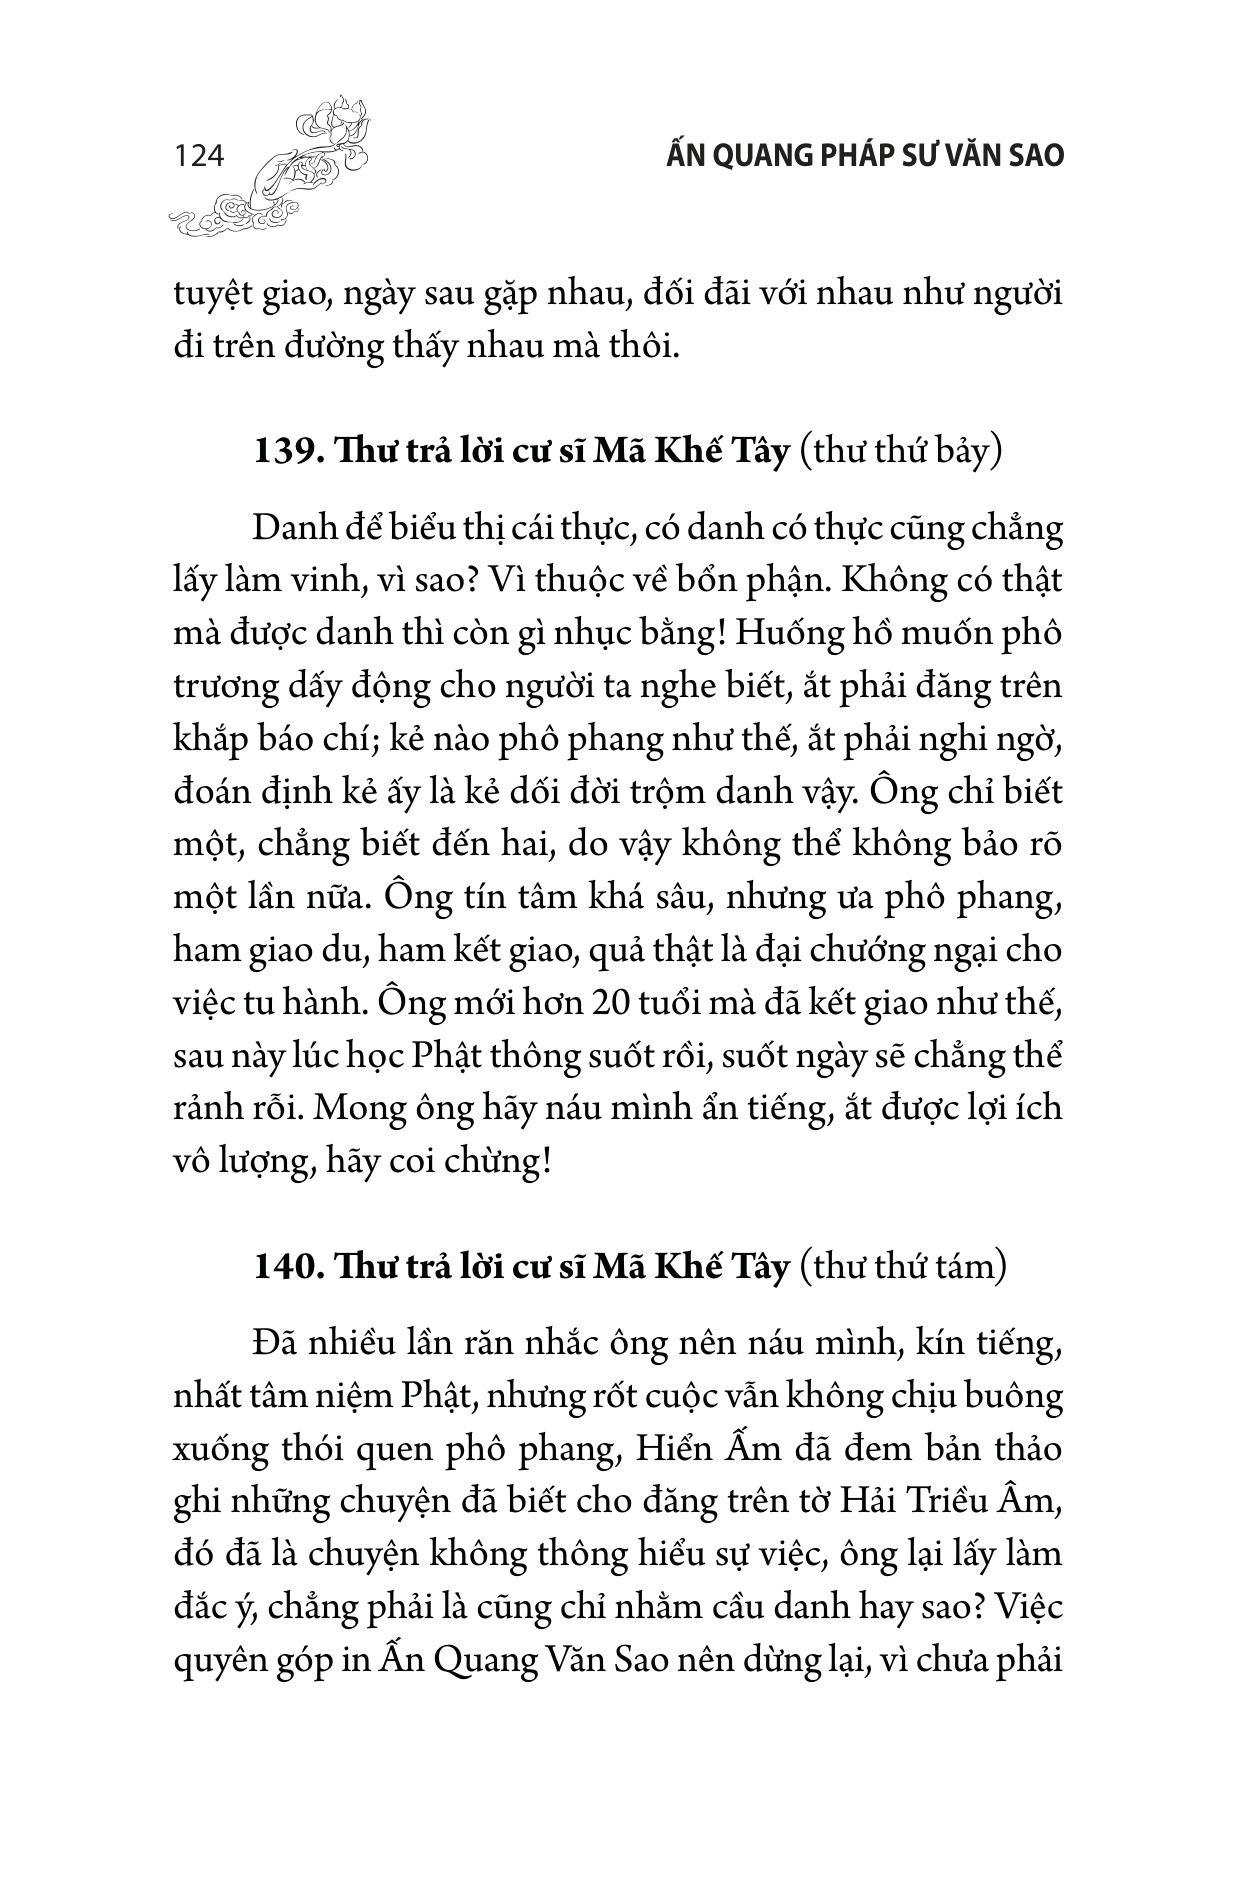 124
ẤN QUANG PHÁP SƯ VĂN SAO
tuyệt giao, ngày sau gặp nhau, đối đãi với nhau như người
đi trên đường thấy nhau mà thôi.
139. Thư trả lời cư sĩ Mã Khế Tây (thư thứ bảy)
Danh để biểu thị cái thực, có danh có thực cũng chẳng
lấy làm vinh, vì sao? Vì thuộc về bổn phận. Không có thật
mà được danh thì còn gì nhục bằng! Huống hồ muốn phô
trương dấy động cho người ta nghe biết, ắt phải đăng trên
khắp báo chí; kẻ nào phô phang như thế, ắt phải nghi ngờ,
đoán định kẻ ấy là kẻ dối đời trộm danh vậy. Ông chỉ biết
một, chẳng biết đến hai, do vậy không thể không bảo rõ
một lần nữa. Ông tín tâm khá sâu, nhưng ưa phô phang,
ham giao du, ham kết giao, quả thật là đại chướng ngại cho
việc tu hành. Ông mới hơn 20 tuổi mà đã kết giao như thế,
sau này lúc học Phật thông suốt rồi, suốt ngày sẽ chẳng thể
rảnh rỗi. Mong ông hãy náu mình ẩn tiếng, ắt được lợi ích
vô lượng, hãy coi chừng!
140. Thư trả lời cư sĩ Mã Khế Tây (thư thứ tám)
Đã nhiều lần răn nhắc ông nên náu mình, kín tiếng,
nhất tâm niệm Phật, nhưng rốt cuộc vẫn không chịu buông
xuống thói quen phô phang, Hiển Ấm đã đem bản thảo
ghi những chuyện đã biết cho đăng trên tờ Hải Triều Âm,
đó đã là chuyện không thông hiểu sự việc, ông lại lấy làm
đắc ý, chẳng phải là cũng chỉ nhằm cầu danh hay sao? Việc
quyên góp in Ấn Quang Văn Sao nên dừng lại, vì chưa phải